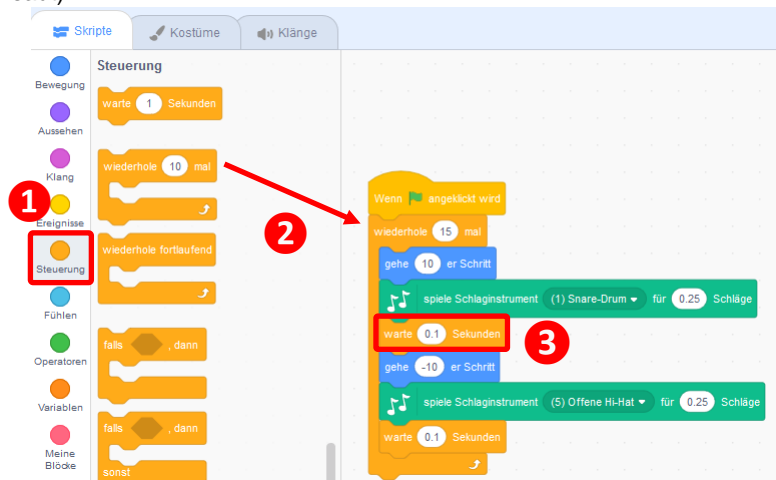 Skripte
Kostüme
Klänge
Bewegung
Aussehen
Klang
Ereignisse
Steuerung
Fühlen
Operatoren
Variablen
Meine
Blöcke
Steuerung
warte 1 Sekunden
wiederhole 10 mal
wiederhole fortlaufend
falls , dann
falls , dann
sonst
1
2
3
Wenn angeklickt wird
wiederhole 15 mal
gehe 10 er Schritt
spiele Schlaginstrument (1) Snare-Drum für 0.25 Schläge
warte 0.1 Sekunden
gehe -10 er Schritt
spiele Schlaginstrument (5) Offene Hi-Hat für 0.25 Schläge
warte 0.1 Sekunden